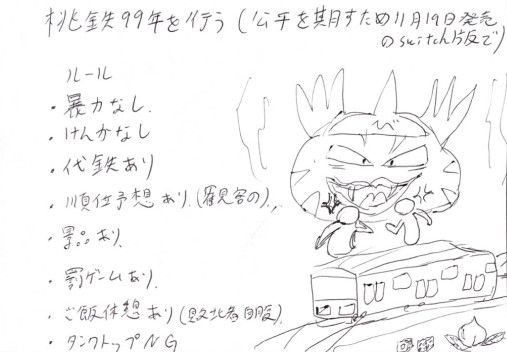 桃鉄99年を行う(公平を期すため11月19日発売
のswitch版で)
ルール
・暴力なし.
・けんかなし
・代鉄あり
・順位予想あり.(観客の).
・景品あり.
・罰ゲームあり.
・ご飯休憩あり(敗北者自腹).
・タンクトップNG
び